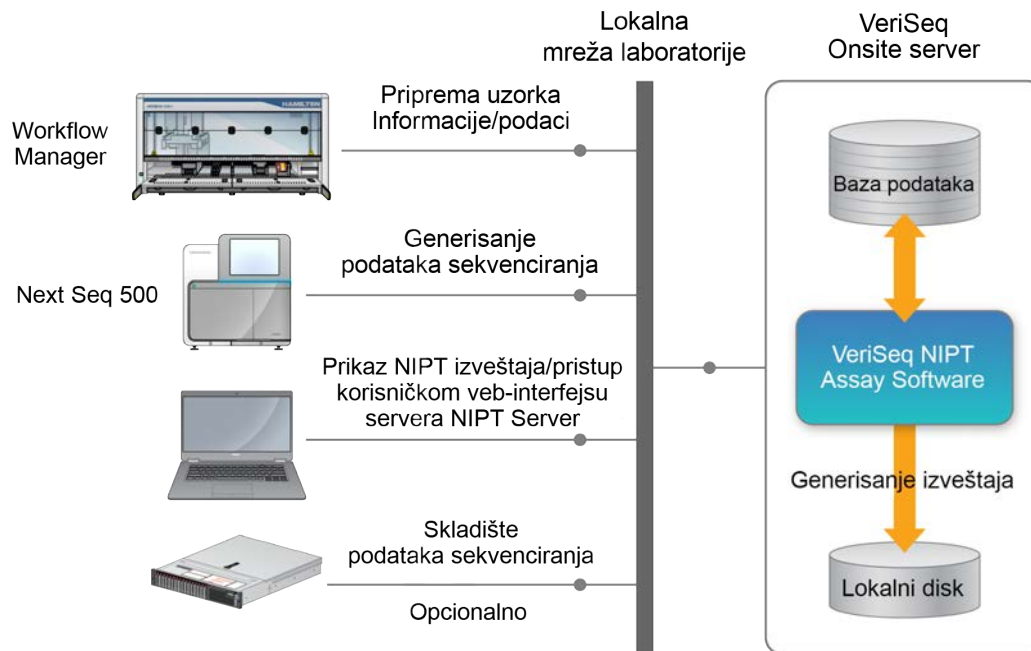 Lokalna
mreža laboratorije
VeriSeq
Onsite server
Workflow
Manager
HAMILTON
Priprema uzorka
Informacije/podaci
Baza podataka
Next Seq 500
Generisanje
podataka sekvenciranja
VeriSeq NIPT
Assay Software
Prikaz NIPT izveštaja/pristup
korisničkom veb-interfejsu
servera NIPT Server
Generisanje izveštaja
Skladište
podataka sekvenciranja
Opcionalno
Lokalni disk